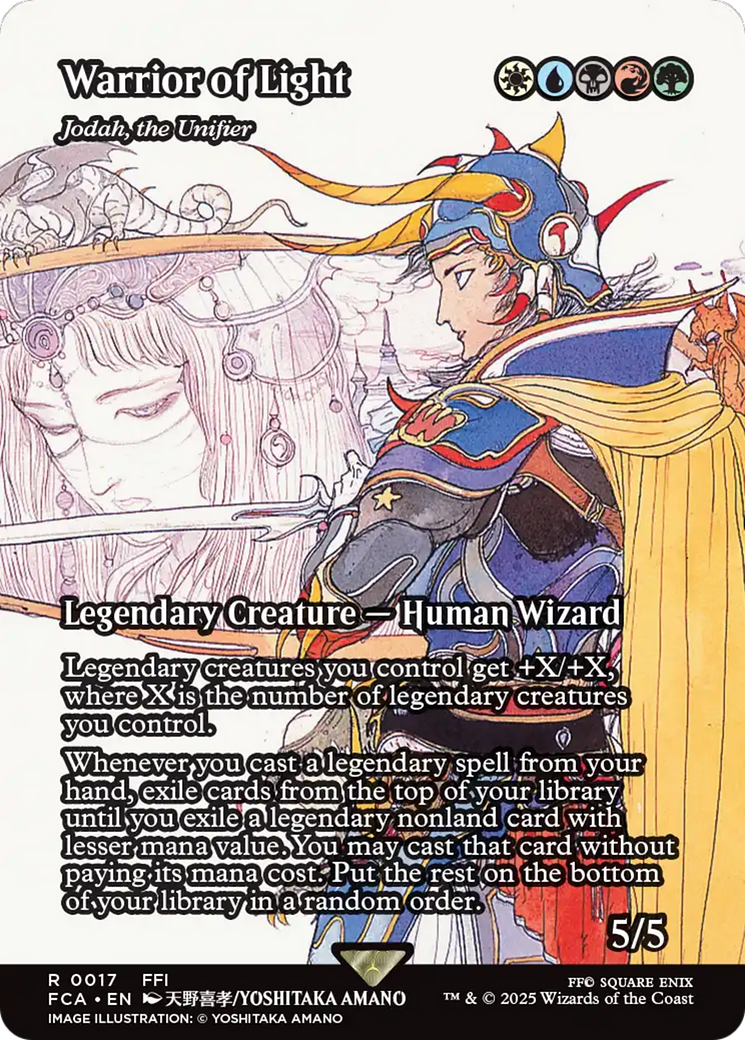 Warrior of Light
Jodah, the Unifier
Legendary Creature — Human Wizard
Legendary creatures you control get +X/+X,
where X is the number of legendary creatures
you control.
Whenever you cast a legendary spell from your
hand, exile cards from the top of your library
until you exile a legendary nonland card with
lesser mana value. You may cast that card without
paying its mana cost. Put the rest on the bottom
of your library in a random order.
5/5
R 0017 FFI
FCA • EN 天野喜孝/YOSHITAKA AMANO
IMAGE ILLUSTRATION: © YOSHITAKA AMANO
FF© SQUARE ENIX
™ & © 2025 Wizards of the Coast